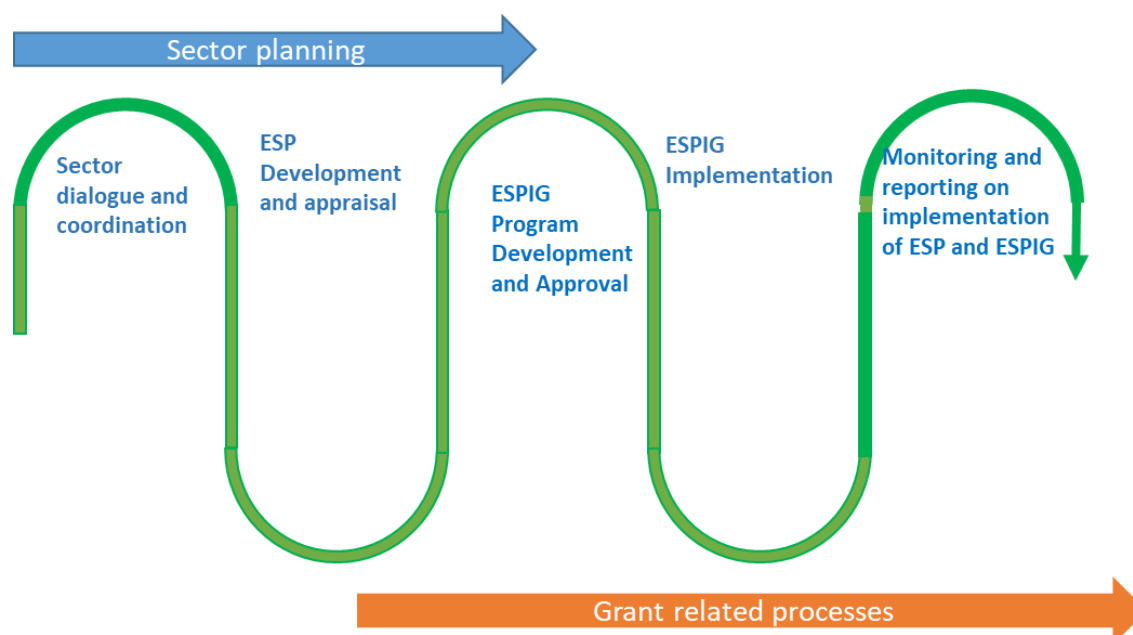 Sector planning
Sector
dialogue and
coordination
ESP
Development
and appraisal
ESPIG
Program
Development
and Approval
ESPIG
Implementation
Monitoring and
reporting on
implementation
of ESP and ESPIG
Grant related processes